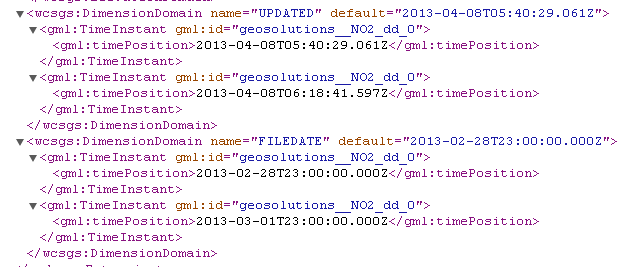 <wcsgs:DimensionDomain name="UPDATED" default="2013-04-08T05:40:29.061Z">
<gml:TimeInstant gml:id="geosolutions__NO2_dd_0">
<gml:timePosition>2013-04-08T05:40:29.061Z</gml:timePosition>
</gml:TimeInstant>
<gml:TimeInstant gml:id="geosolutions__NO2_dd_0">
<gml:timePosition>2013-04-08T06:18:41.597Z</gml:timePosition>
</gml:TimeInstant>
</wcsgs:DimensionDomain>
<wcsgs:DimensionDomain name="FILEDATE" default="2013-02-28T23:00:00.000Z">
<gml:TimeInstant gml:id="geosolutions__NO2_dd_0">
<gml:timePosition>2013-02-28T23:00:00.000Z</gml:timePosition>
</gml:TimeInstant>
<gml:TimeInstant gml:id="geosolutions__NO2_dd_0">
<gml:timePosition>2013-03-01T23:00:00.000Z</gml:timePosition>
</gml:TimeInstant>
</wcsgs:DimensionDomain>